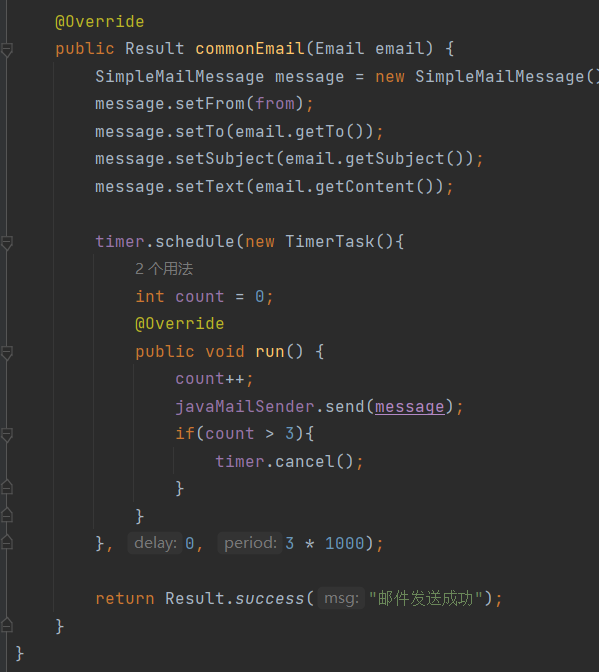 @Override
public Result commonEmail(Email email) {
SimpleMailMessage message = new SimpleMailMessage()
message.setFrom(from);
message.setTo(email.getTo());
message.setSubject(email.getSubject());
message.setText(email.getContent());
timer.schedule(new TimerTask(){
2 个用法
int count = 0;
@Override
public void run() {
count++;
javaMailSender.send(message);
if(count > 3){
timer.cancel();
}
}
}, delay: 0, period: 3 * 1000);
return Result.success( msg: "邮件发送成功");
}
}